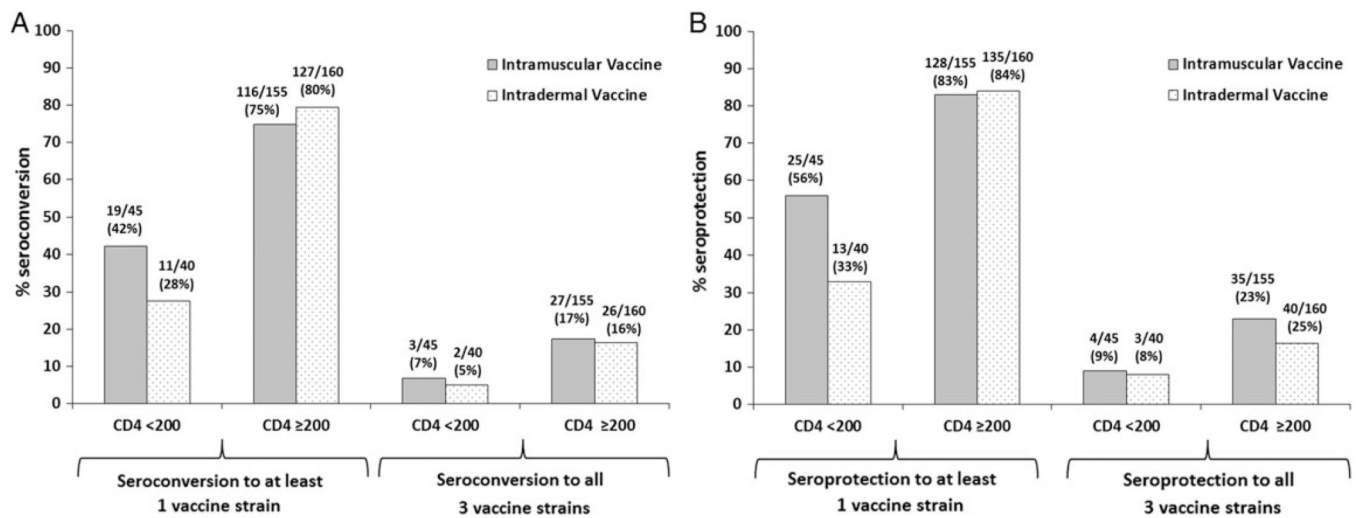 A
100
90
80
70
60
50
40
30
20
10
0
% seroconversion
Intramuscular Vaccine
Intradermal Vaccine
19/45
(42%)
11/40
(28%)
116/155
(75%)
127/160
(80%)
3/45
(7%)
2/40
(5%)
27/155
(17%)
26/160
(16%)
CD4 <200
CD4 ≥200
CD4 <200
CD4 ≥200
Seroconversion to at least
1 vaccine strain
Seroconversion to all
3 vaccine strains
B
100
90
80
70
60
50
40
30
20
10
0
% seroprotection
Intramuscular Vaccine
Intradermal Vaccine
25/45
(56%)
13/40
(33%)
128/155
(83%)
135/160
(84%)
4/45
(9%)
3/40
(8%)
35/155
(23%)
40/160
(25%)
CD4 <200
CD4 ≥200
CD4 <200
CD4 ≥200
Seroprotection to at least
1 vaccine strain
Seroprotection to all
3 vaccine strains